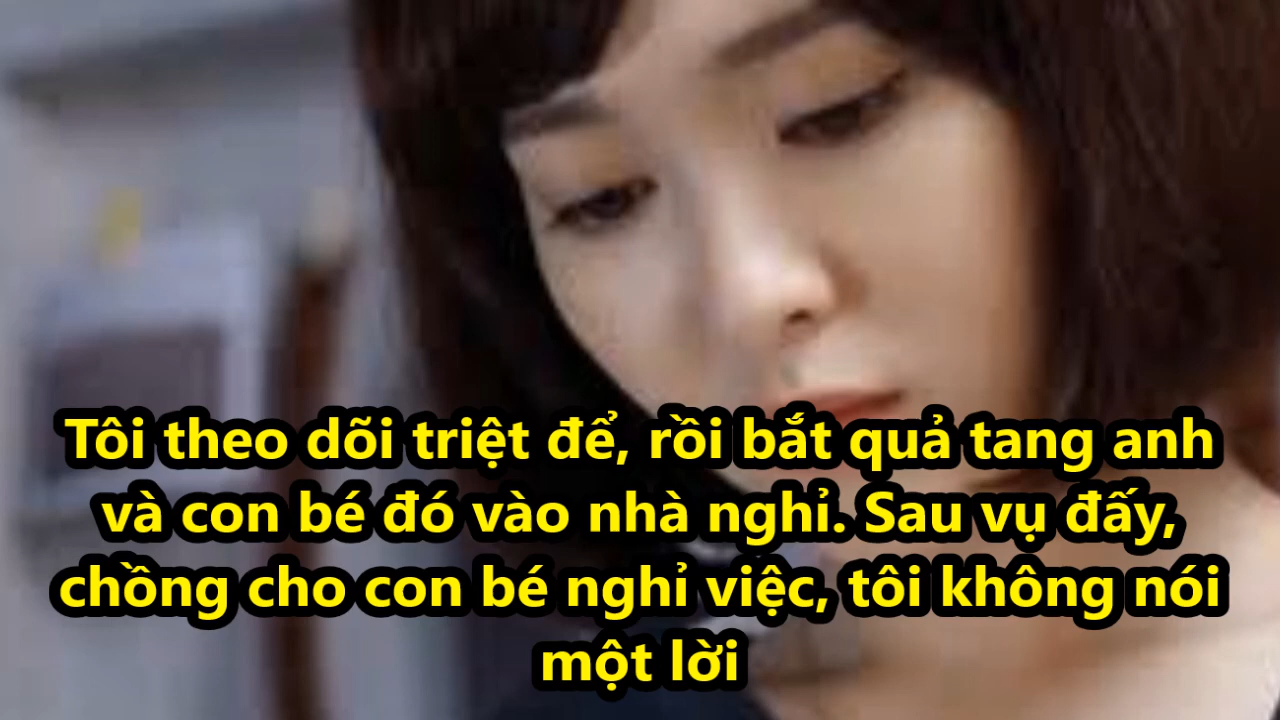 Tôi theo dõi triệt để, rồi bắt quả tang anh
và con bé đó vào nhà nghỉ. Sau vụ đấy,
chồng cho con bé nghỉ việc, tôi không nói
một lời